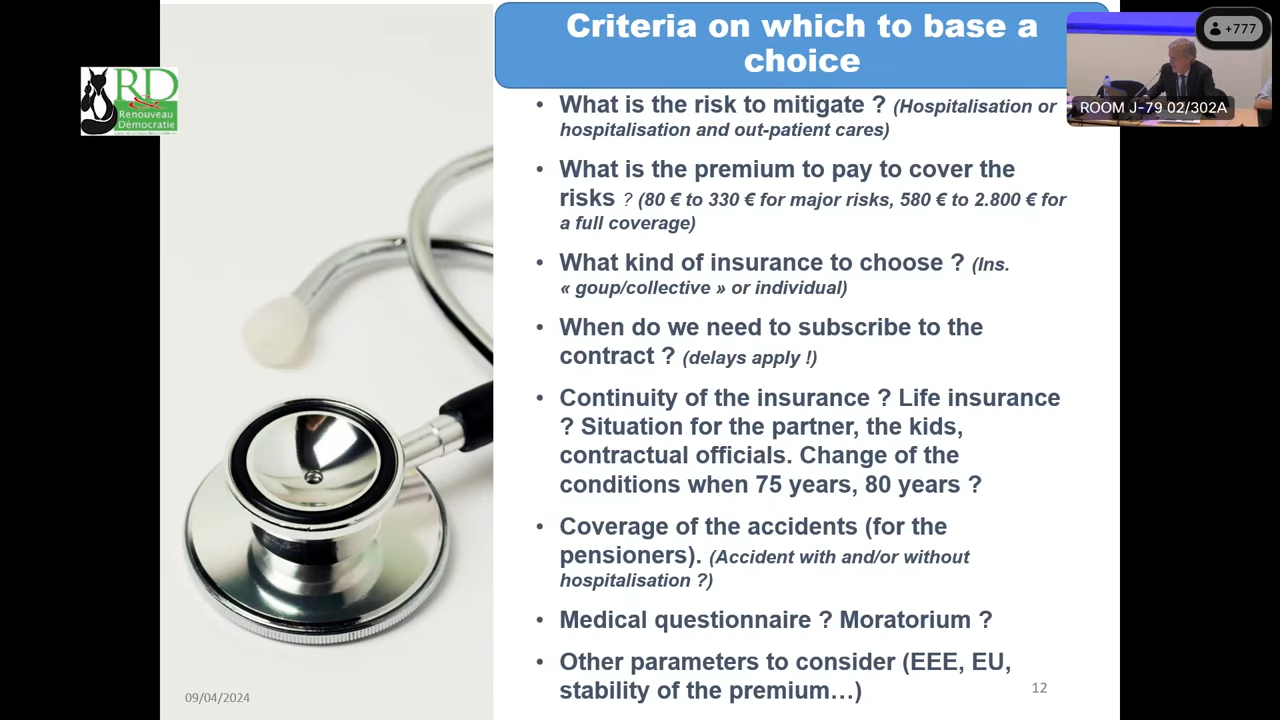 Criteria on which to base a
choice
+777
ROOM J-79 02/302A
RD
Renouveau
Démocratie
• What is the risk to mitigate ? (Hospitalisation or
hospitalisation and out-patient cares)
• What is the premium to pay to cover the
risks ? (80 € to 330 € for major risks, 580 € to 2.800 € for
a full coverage)
• What kind of insurance to choose ? (Ins.
« goup/collective » or individual)
• When do we need to subscribe to the
contract ? (delays apply !)
• Continuity of the insurance ? Life insurance
? Situation for the partner, the kids,
contractual officials. Change of the
conditions when 75 years, 80 years ?
• Coverage of the accidents (for the
pensioners). (Accident with and/or without
hospitalisation ?)
• Medical questionnaire ? Moratorium ?
• Other parameters to consider (EEE, EU,
stability of the premium…)
09/04/2024
12